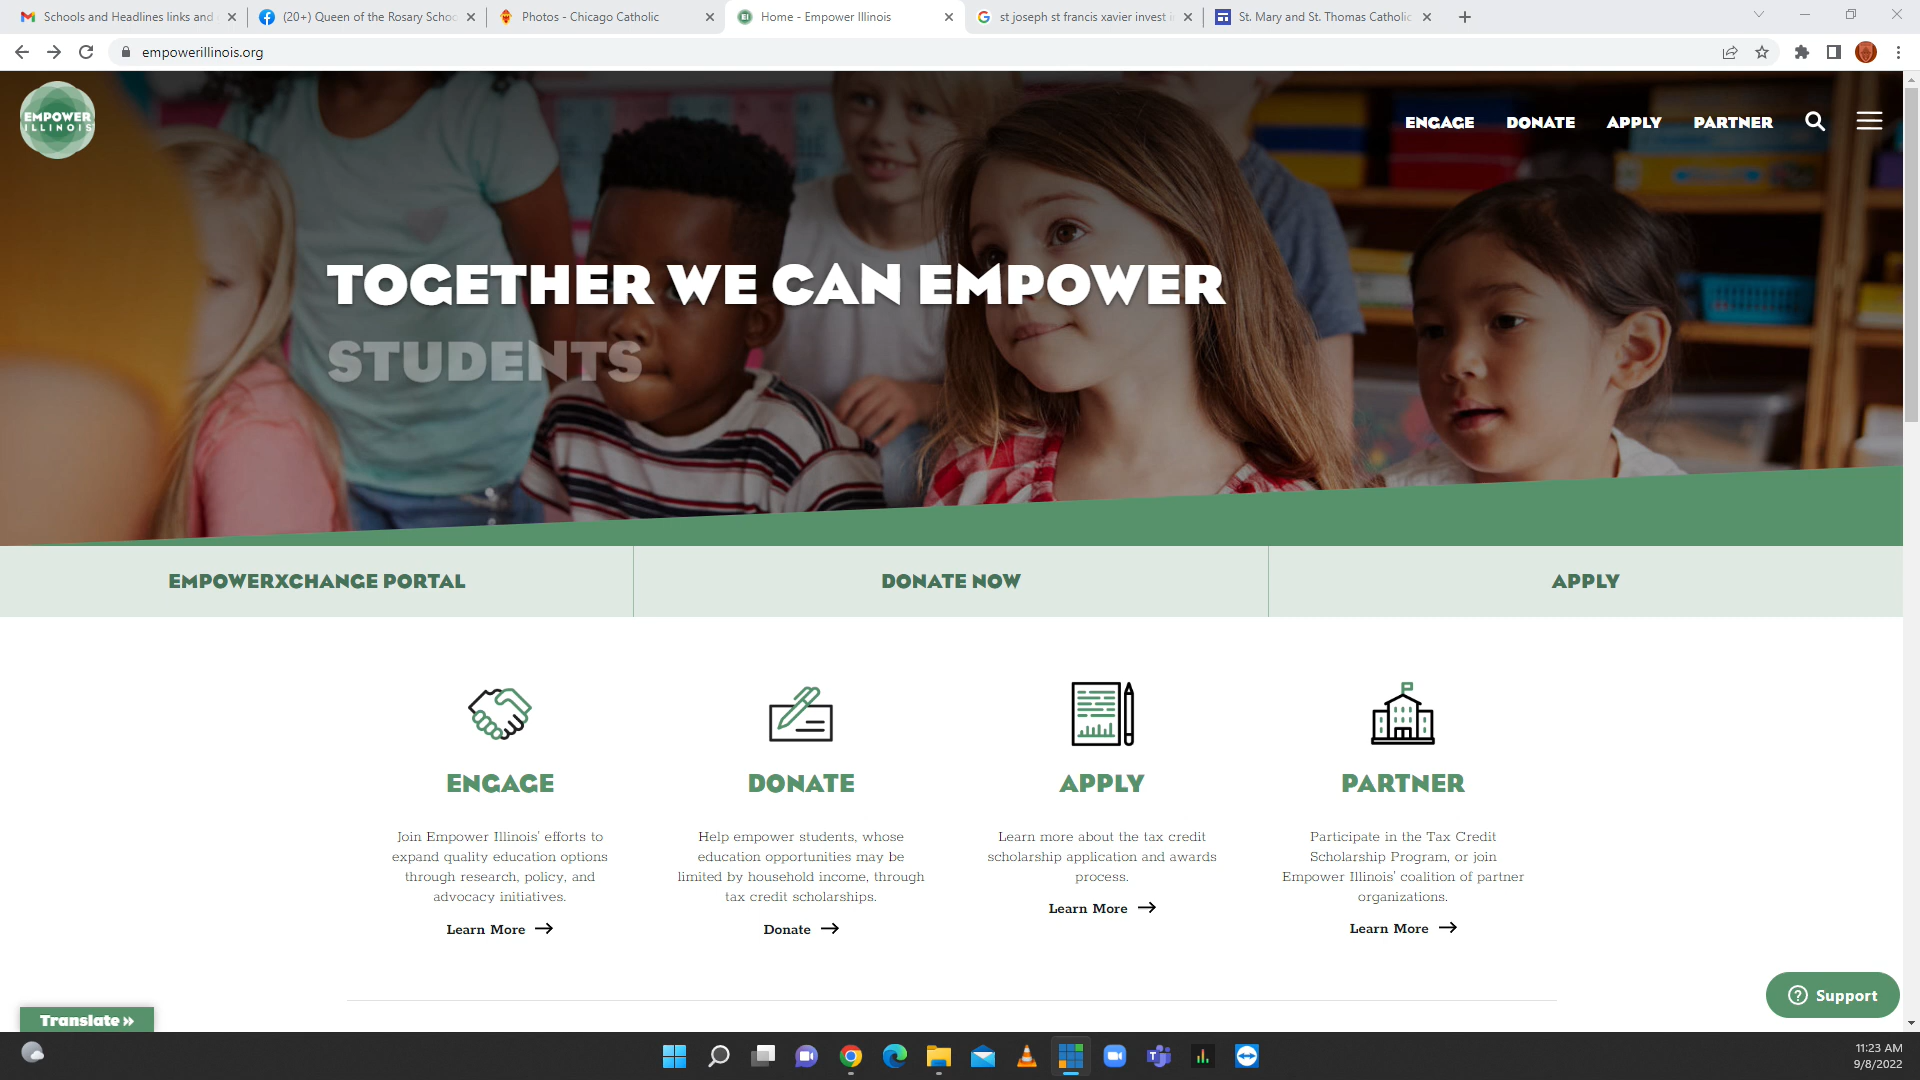 Schools and Headlines links and
(20+) Queen of the Rosary Schoo
Photos - Chicago Catholic
Home - Empower Illinois
st joseph st francis xavier invest i
St. Mary and St. Thomas Catholic
empowerillinois.org
EMPOWER
ILLINOIS
ENGAGE
DONATE
APPLY
PARTNER
TOGETHER WE CAN EMPOWER
STUDENTS
EMPOWERXCHANGE PORTAL
DONATE NOW
APPLY
ENGAGE
Join Empower Illinois' efforts to
expand quality education options
through research, policy, and
advocacy initiatives.
Learn More
DONATE
Help empower students, whose
education opportunities may be
limited by household income, through
tax credit scholarships.
Donate
APPLY
Learn more about the tax credit
scholarship application and awards
process.
Learn More
PARTNER
Participate in the Tax Credit
Scholarship Program, or join
Empower Illinois' coalition of partner
organizations.
Learn More
Translate »
Support
11:23 AM
9/8/2022